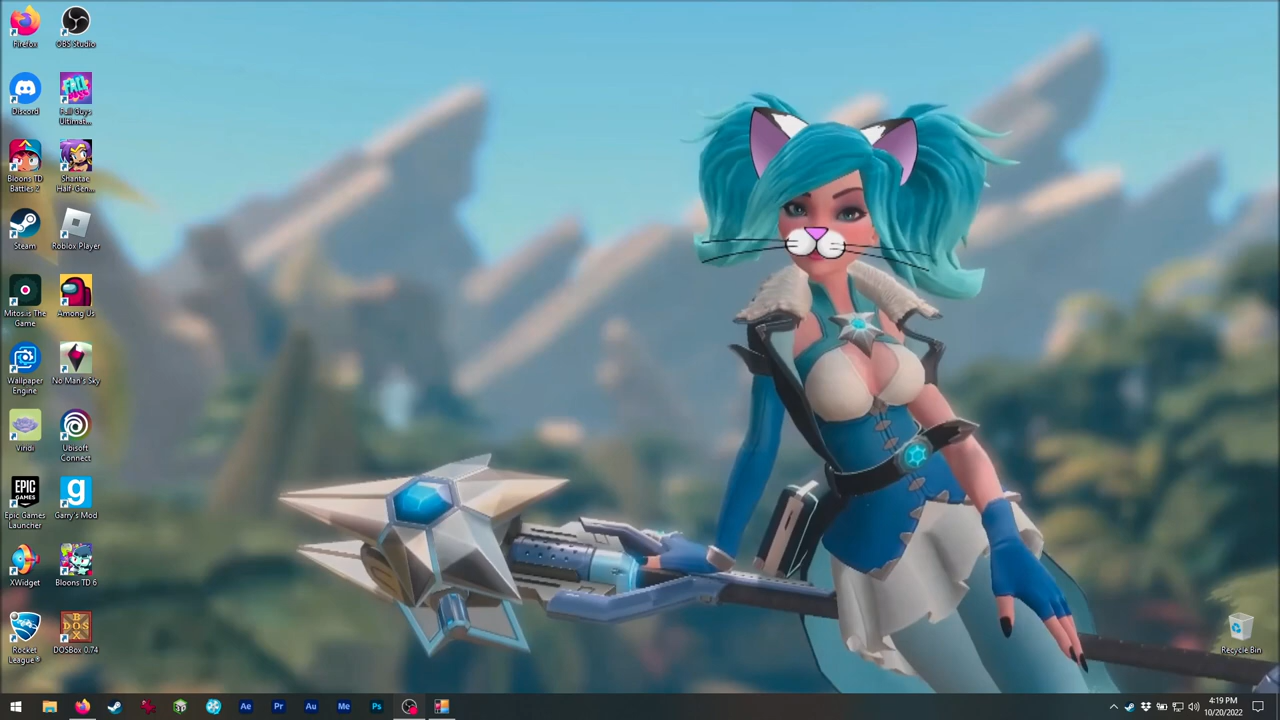 Firefox
OBS Studio
Discord
Fall Guys
Ultimat...
Bloons TD
Battles 2
Shantae
Half-Gen...
Steam
Roblox Player
Mitos.is The
Game
Among Us
Wallpaper
Engine
No Man's Sky
Vindi
Ubisoft
Connect
EPIC
GAMES
Epic Games
Launcher
g
Garry's Mod
XWidget
Bloons TD 6
Rocket
League®
DOS
BOX
DOSBox 0.74
Recycle Bin
Ae
Pr
Au
Me
Ps
4:19 PM
10/20/2022